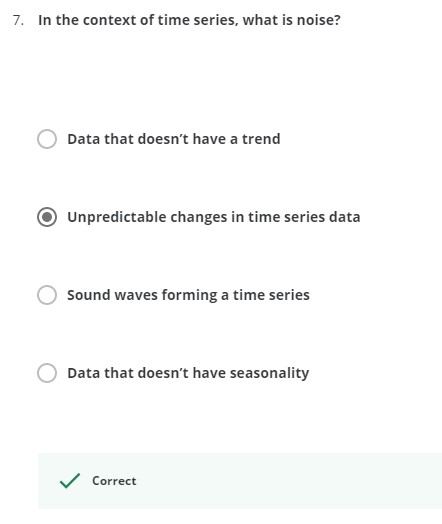 7. In the context of time series, what is noise?
Data that doesn't have a trend
Unpredictable changes in time series data
Sound waves forming a time series
Data that doesn't have seasonality
Correct